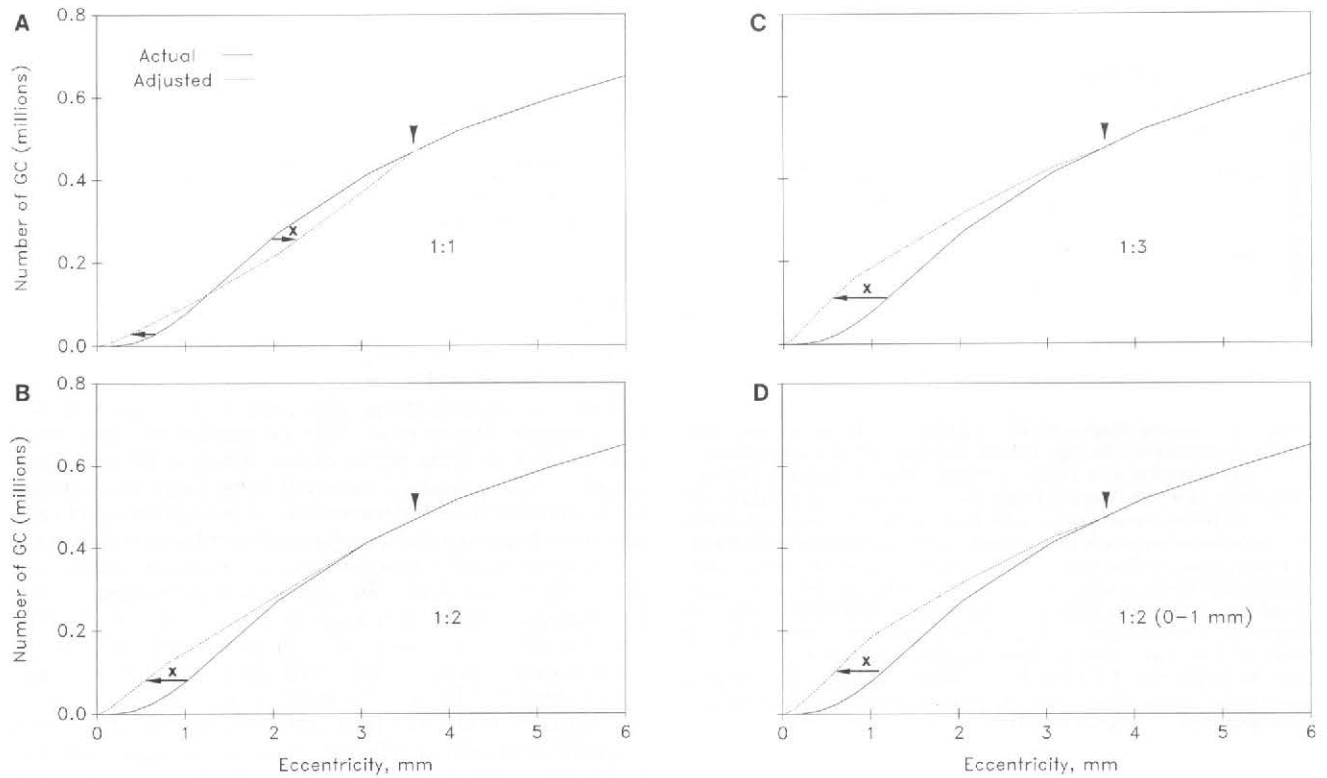 A
0.8
Actual
Adjusted
0.6
0.4
0.2
0.0
Number of GC (millions)
x
1:1
C
x
1:3
B
0.8
0.6
0.4
0.2
0.0
Number of GC (millions)
x
1:2
0 1 2 3 4 5 6
Eccentricity, mm
D
x
1:2 (0-1 mm)
0 1 2 3 4 5 6
Eccentricity, mm